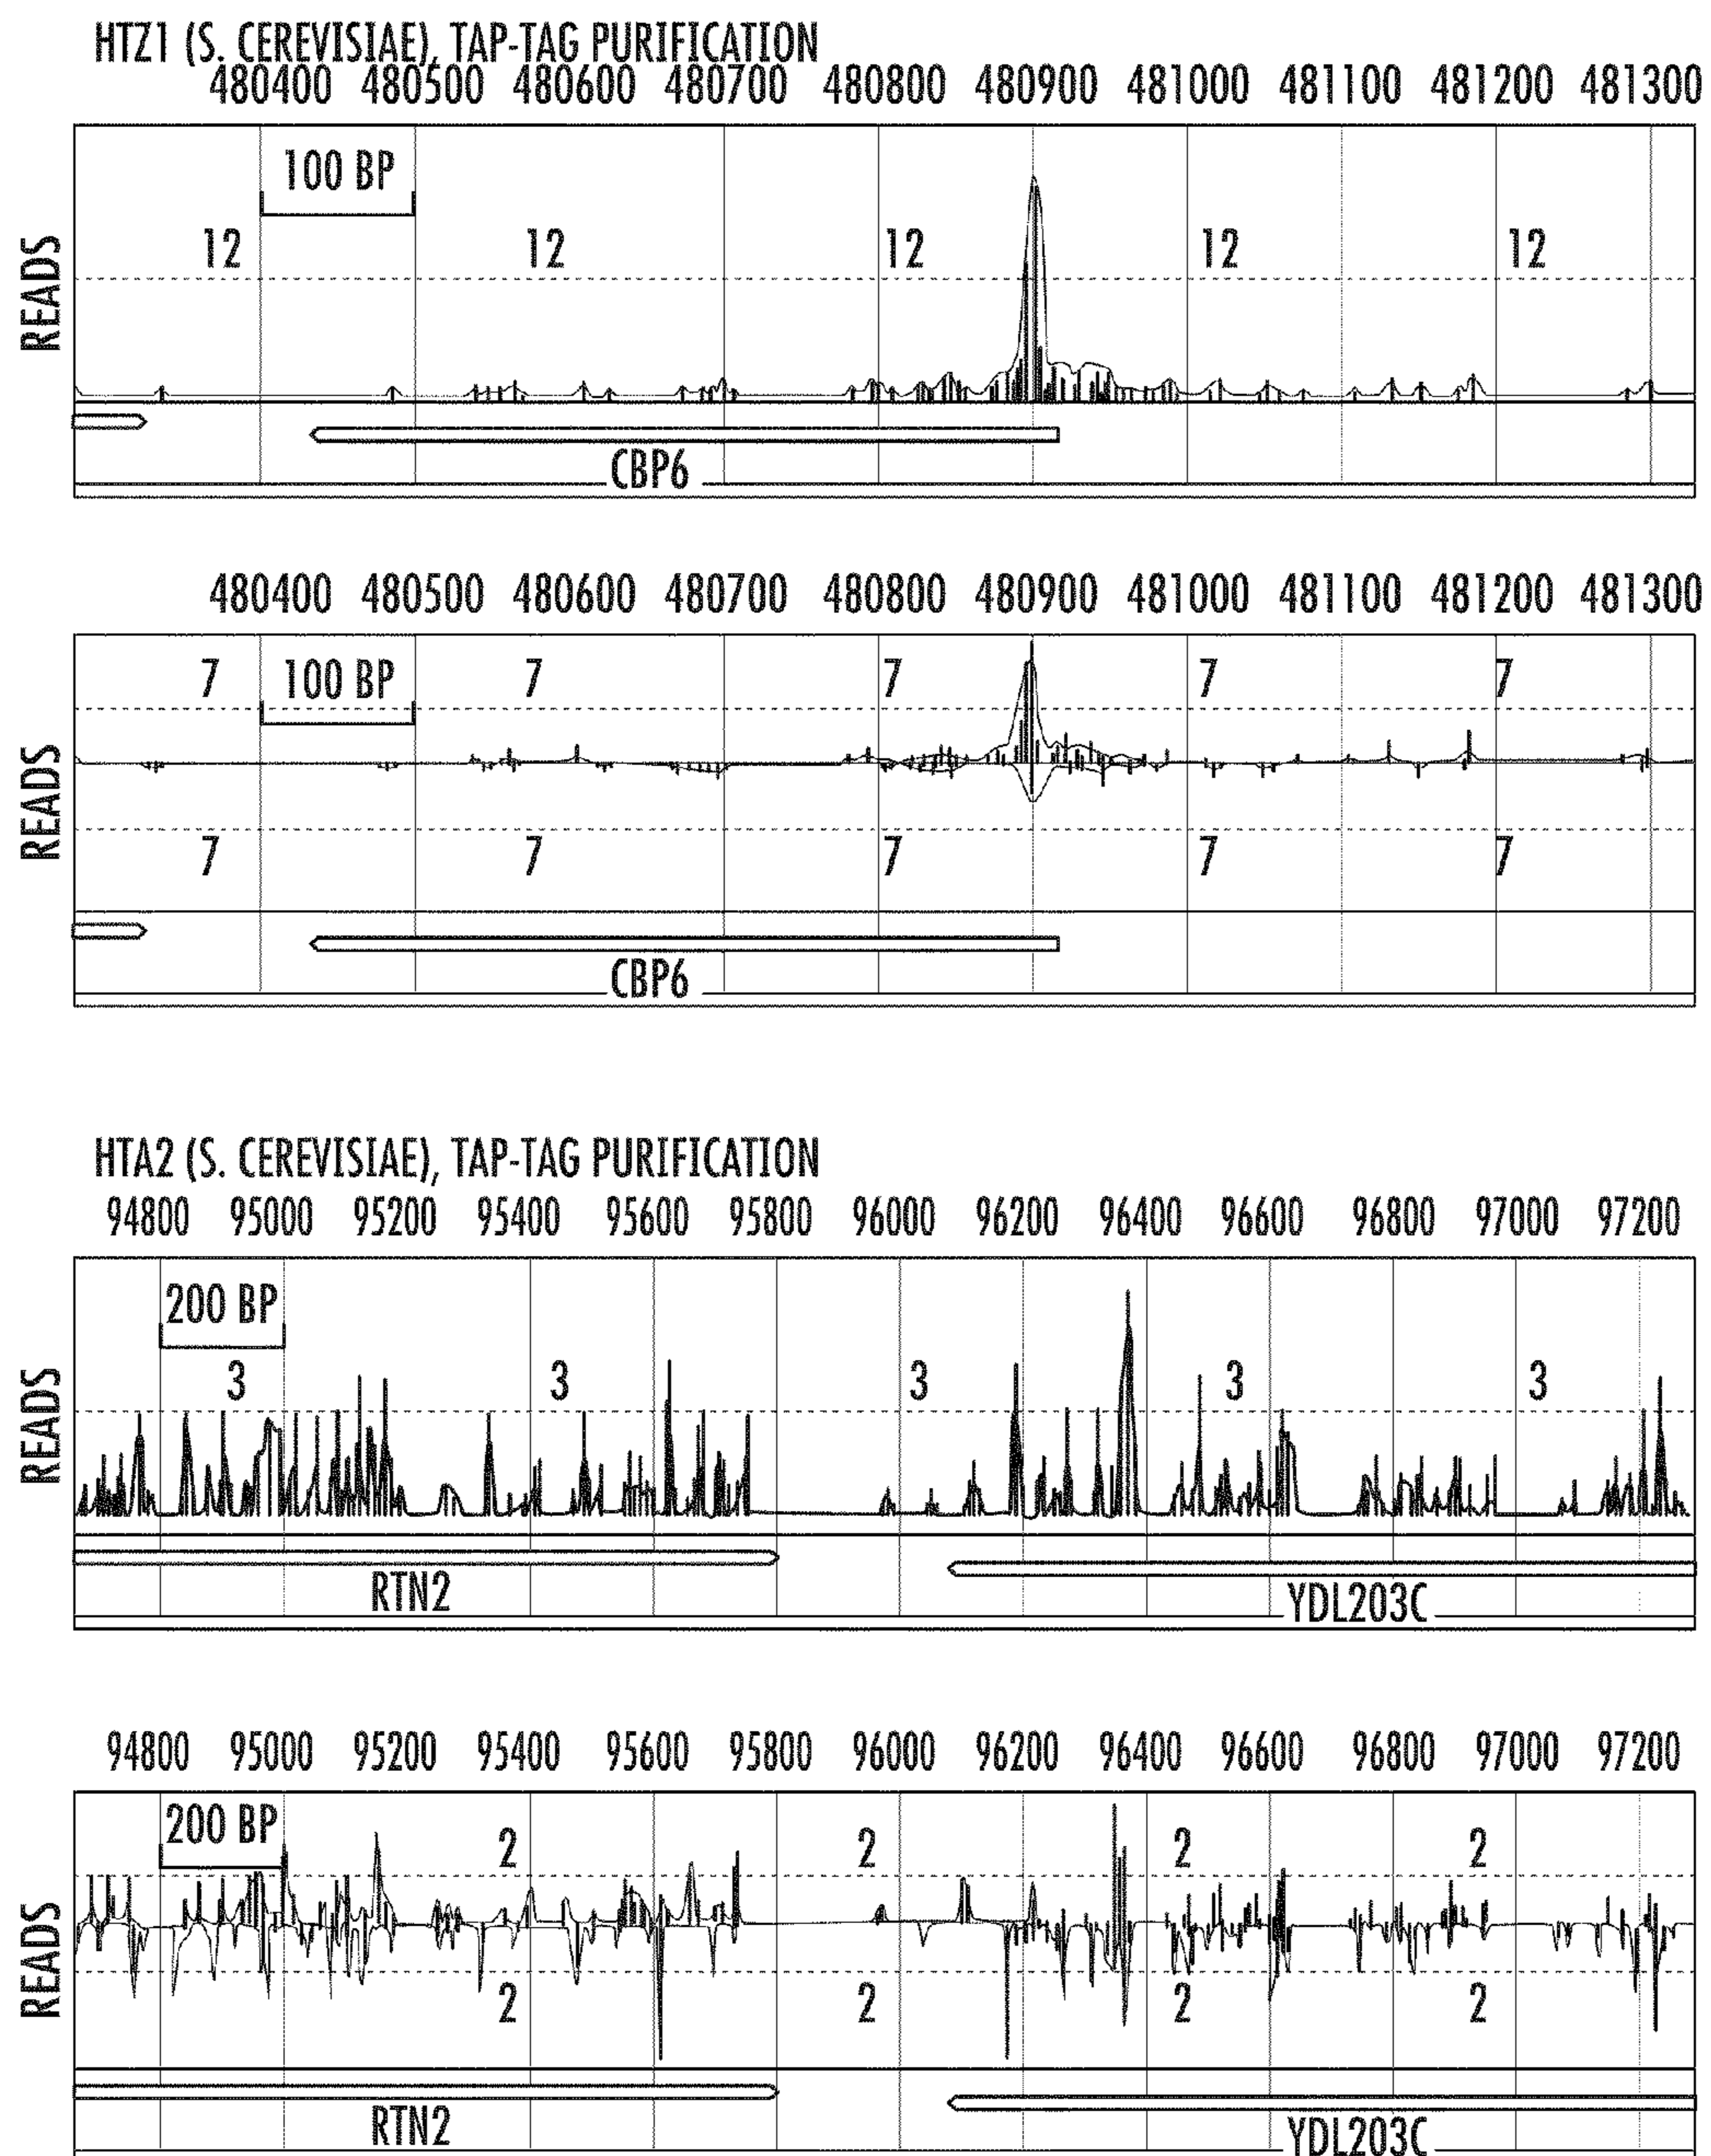 HTZ1 (S. CEREVISIAE), TAP-TAG PURIFICATION
480400 480500 480600 480700 480800 480900 481000 481100 481200 481300
100 BP
12 12 12 12 12
READS
CBP6
480400 480500 480600 480700 480800 480900 481000 481100 481200 481300
7 100 BP 7 7 7 7
READS
7 7 7 7 7
CBP6
HTA2 (S. CEREVISIAE), TAP-TAG PURIFICATION
94800 95000 95200 95400 95600 95800 96000 96200 96400 96600 96800 97000 97200
200 BP
3 3 3 3 3
READS
RTN2
YDL203C
94800 95000 95200 95400 95600 95800 96000 96200 96400 96600 96800 97000 97200
200 BP 2 2 2 2
READS
2 2 2 2
RTN2
YDL203C